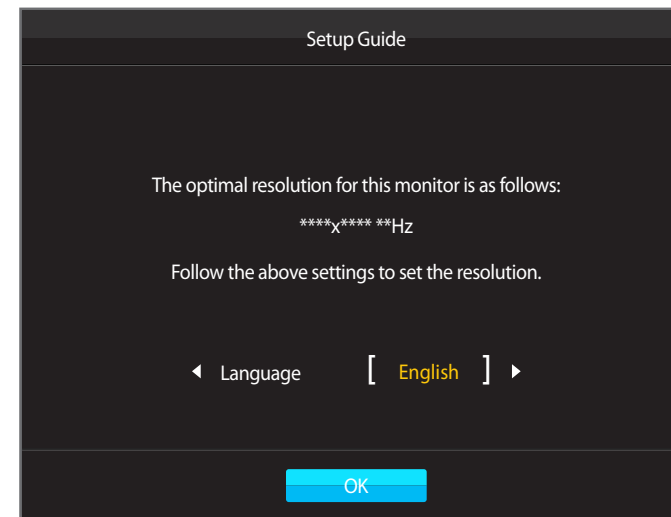 Setup Guide
The optimal resolution for this monitor is as follows:
****x**** **Hz
Follow the above settings to set the resolution.
Language [ English ]
OK